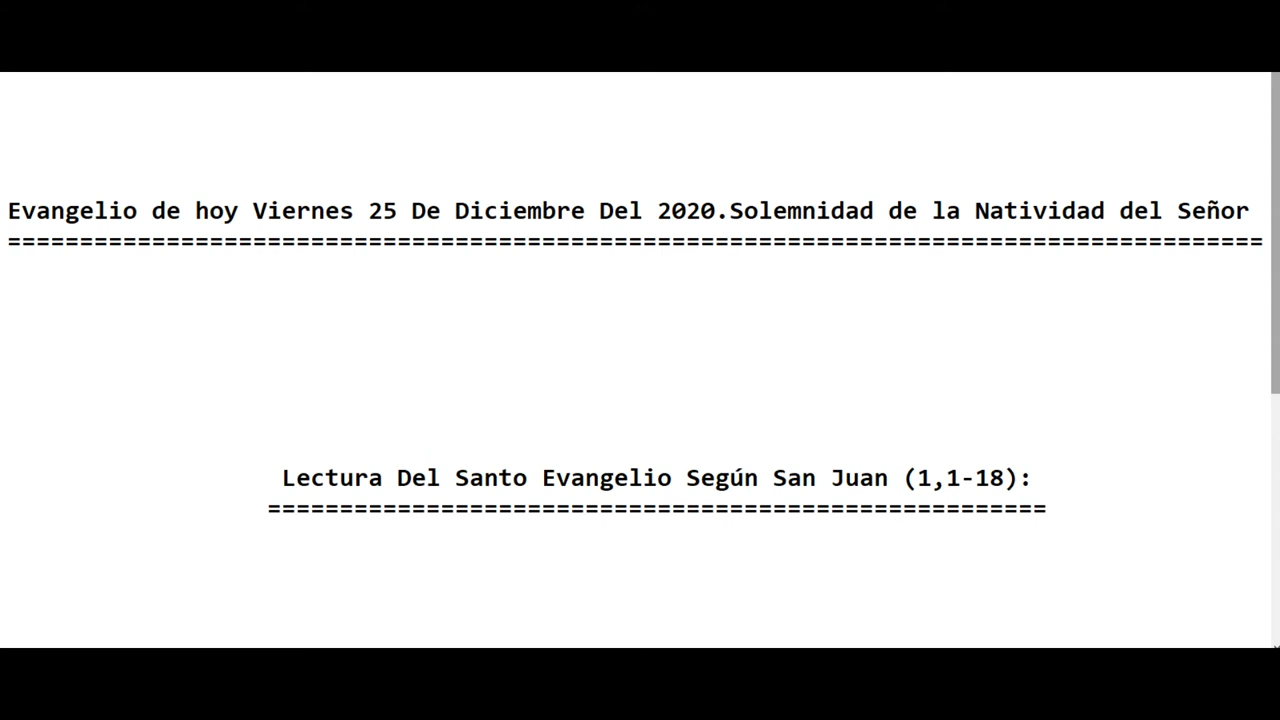 Evangelio de hoy Viernes 25 De Diciembre Del 2020.Solemnidad de la Natividad del Señor
=======================================================================================
Lectura Del Santo Evangelio Según San Juan (1,1-18):
======================================================